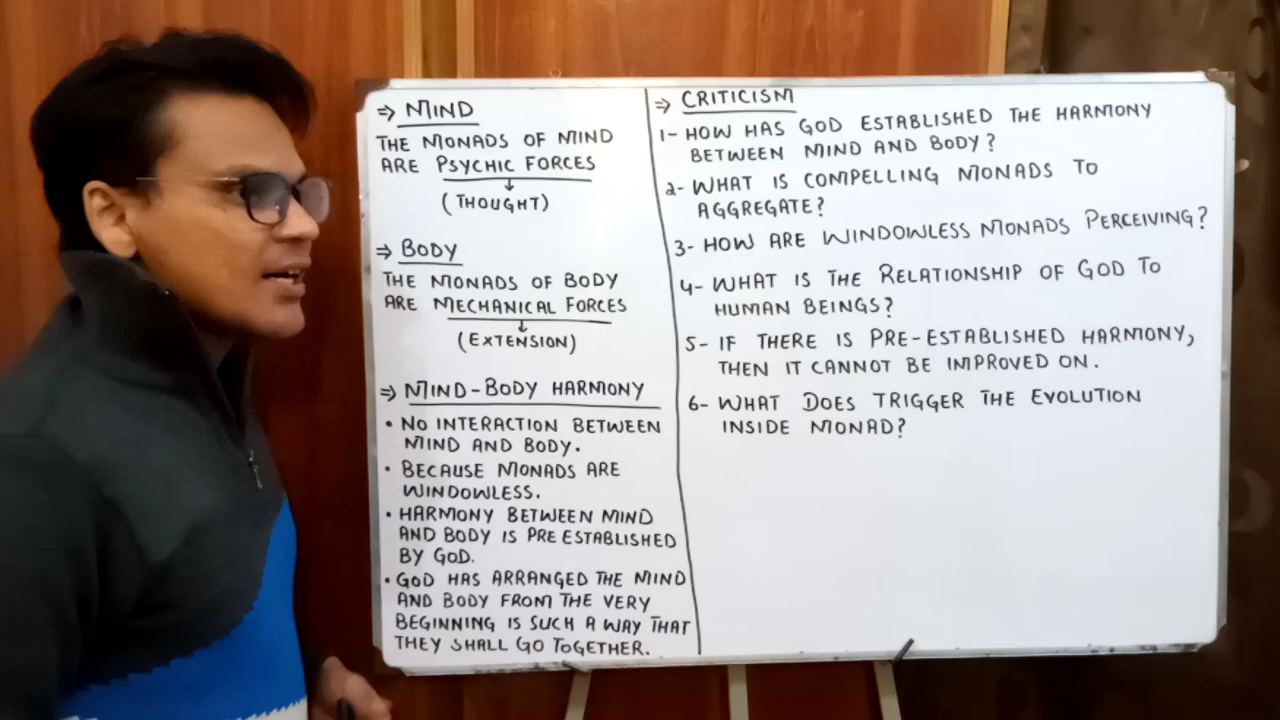 ⇒ MIND
THE MONADS OF MIND
ARE PSYCHIC FORCES
↓
(THOUGHT)
⇒ BODY
THE MONADS OF BODY
ARE MECHANICAL FORCES
↓
(EXTENSION)
⇒ MIND-BODY HARMONY
• NO INTERACTION BETWEEN
MIND AND BODY.
• BECAUSE MONADS ARE
WINDOWLESS.
• HARMONY BETWEEN MIND
AND BODY IS PRE ESTABLISHED
BY GOD.
• GOD HAS ARRANGED THE MIND
AND BODY FROM THE VERY
BEGINNING IS SUCH A WAY THAT
THEY SHALL GO TOGETHER.
⇒ CRITICISM
1- HOW HAS GOD ESTABLISHED THE HARMONY
BETWEEN MIND AND BODY?
2- WHAT IS COMPELLING MONADS TO
AGGREGATE?
3- HOW ARE WINDOWLESS MONADS PERCEIVING?
4- WHAT IS THE RELATIONSHIP OF GOD TO
HUMAN BEINGS?
5- IF THERE IS PRE-ESTABLISHED HARMONY,
THEN IT CANNOT BE IMPROVED ON.
6- WHAT DOES TRIGGER THE EVOLUTION
INSIDE MONAD?